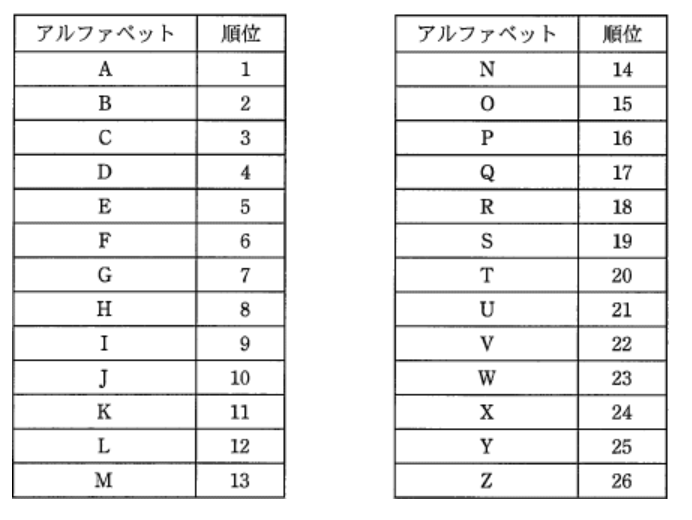 アルファベット 順位
A 1
B 2
C 3
D 4
E 5
F 6
G 7
H 8
I 9
J 10
K 11
L 12
M 13
アルファベット 順位
N 14
O 15
P 16
Q 17
R 18
S 19
T 20
U 21
V 22
W 23
X 24
Y 25
Z 26